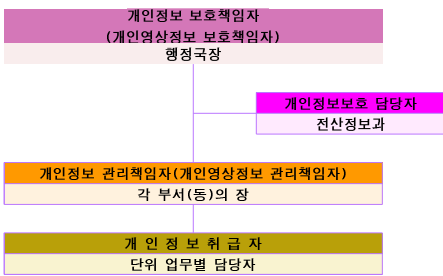 개인정보 보호책임자
(개인영상정보 보호책임자)
행정국장
개인정보보호 담당자
전산정보과
개인정보 관리책임자(개인영상정보 관리책임자)
각 부서(동)의 장
개 인 정 보 취 급 자
단위 업무별 담당자